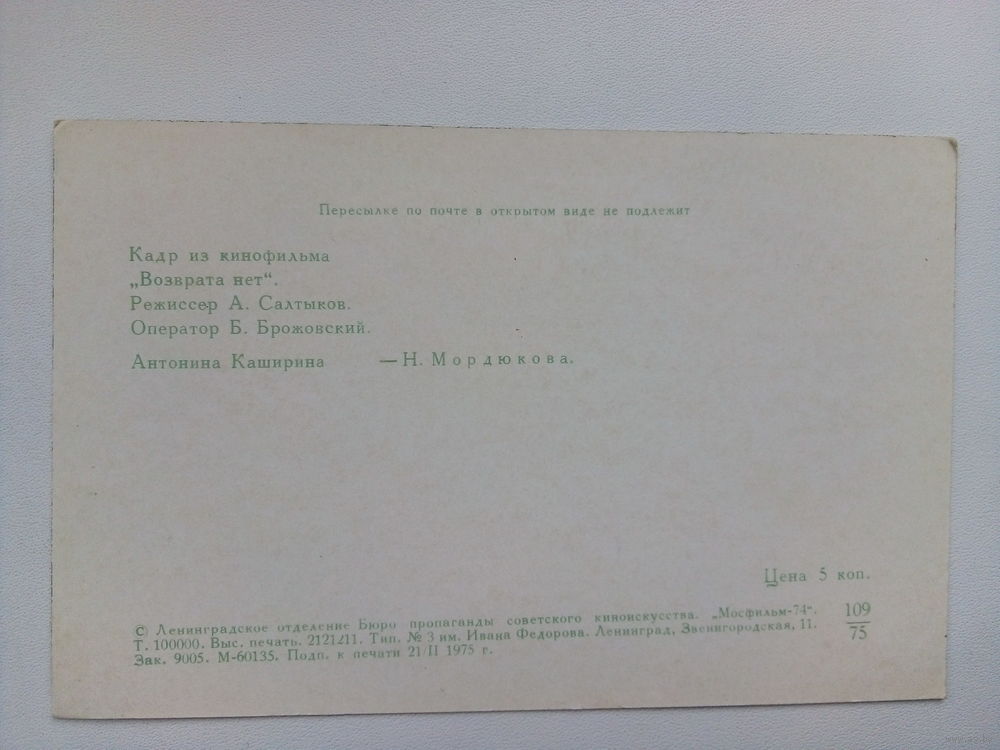 Пересылке по почте в открытом виде не подлежит
Кадр из кинофильма
„Возврата нет“.
Режиссер А. Салтыков.
Оператор Б. Брожовский.
Антонина Каширина — Н. Мордюкова.
Цена 5 коп.
© Ленинградское отделение Бюро пропаганды советского киноискусства. „Мосфильм-74“.
Т. 100000. Выс. печать. 2121211. Тип. № 3 им. Ивана Федорова. Ленинград, Звенигородская, 11.
Зак. 9005. М-60135. Подп. к печати 21/II 1975 г.
109
75